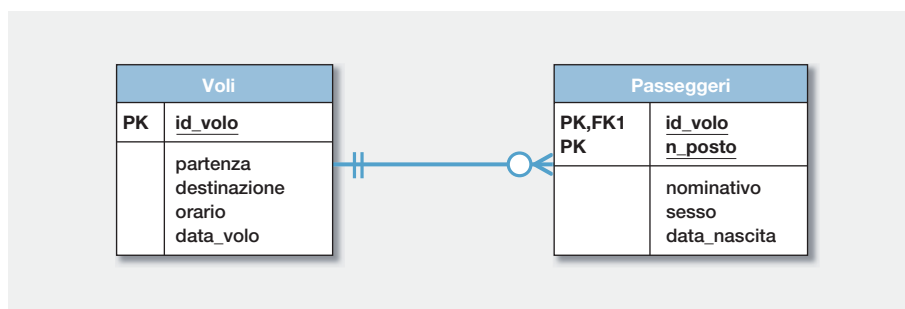 Voli
PK id_volo
partenza
destinazione
orario
data_volo
Passeggeri
PK,FK1 id_volo
PK n_posto
nominativo
sesso
data_nascita